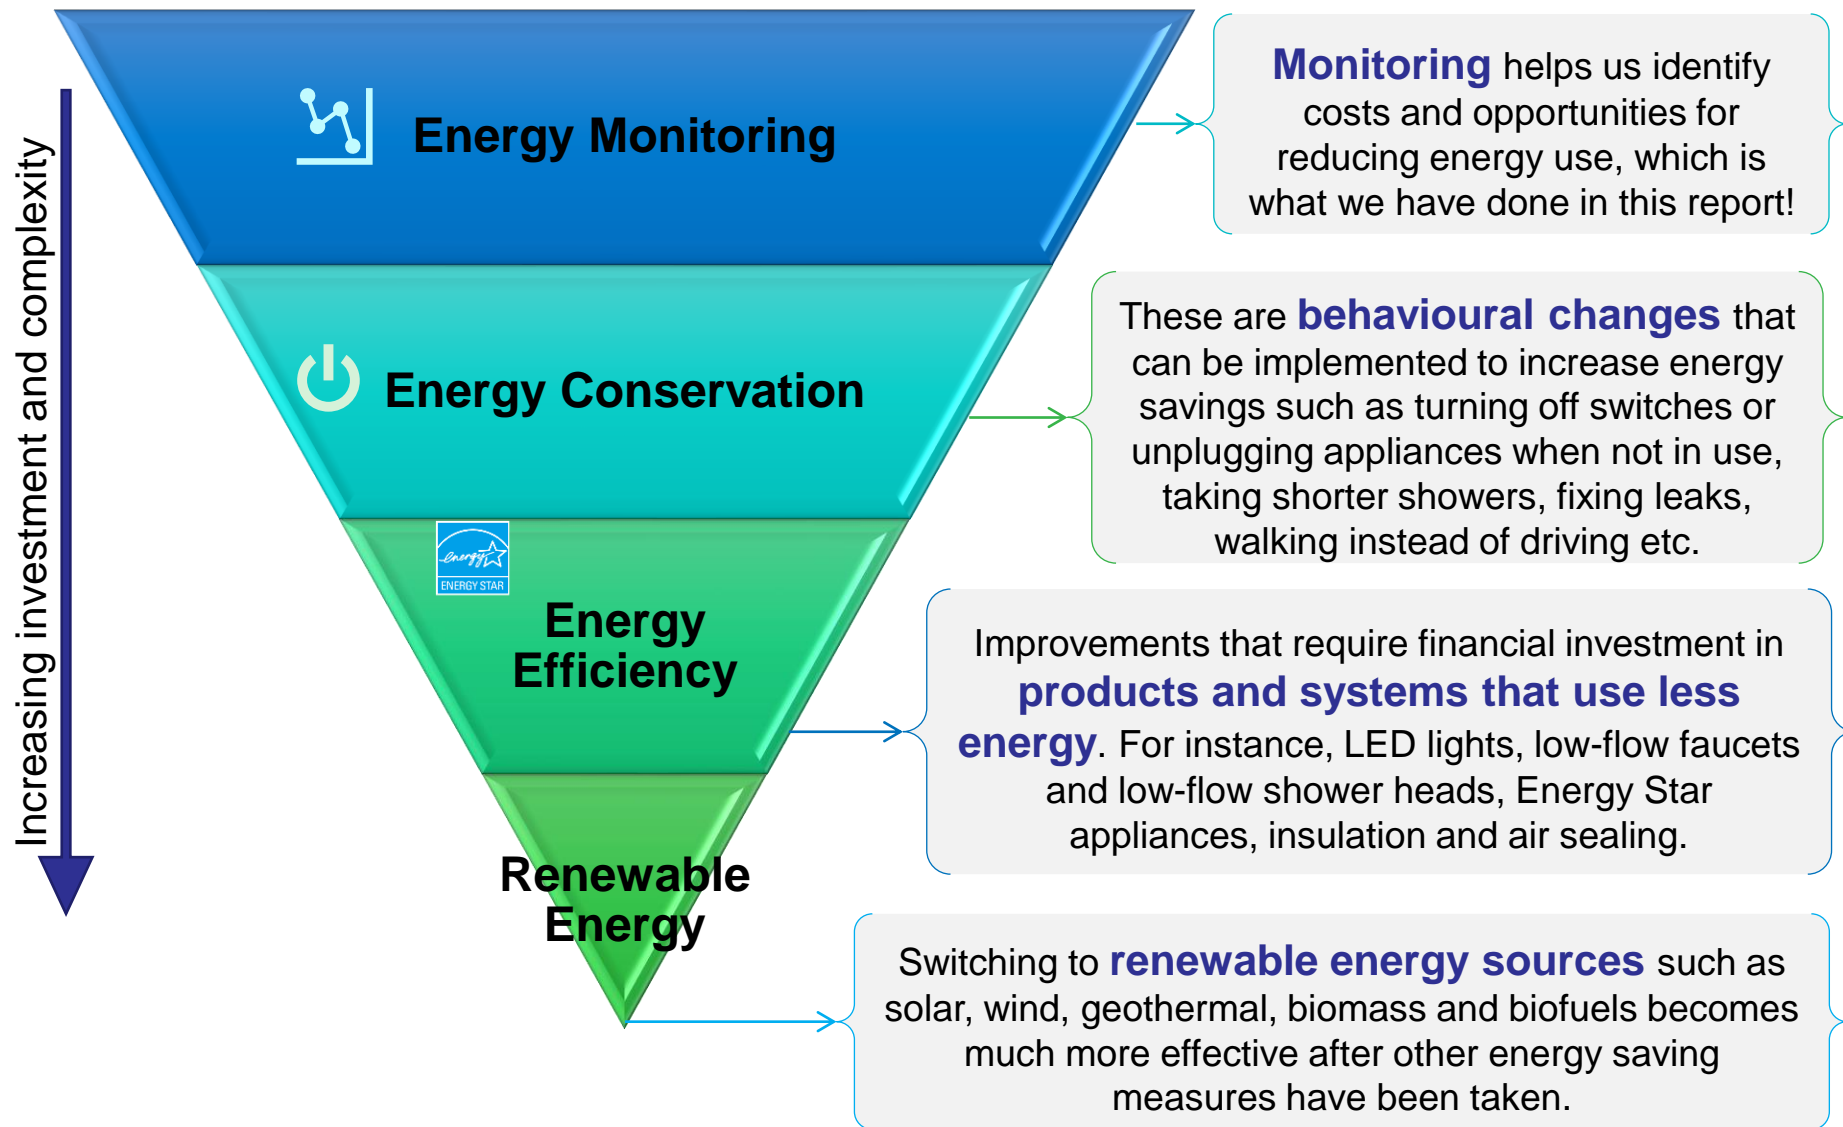 Increasing investment and complexity
Energy Monitoring
Monitoring helps us identify
costs and opportunities for
reducing energy use, which is
what we have done in this report!
Energy Conservation
These are behavioural changes that
can be implemented to increase energy
savings such as turning off switches or
unplugging appliances when not in use,
taking shorter showers, fixing leaks,
walking instead of driving etc.
energy
ENERGY STAR
Energy
Efficiency
Improvements that require financial investment in
products and systems that use less
energy. For instance, LED lights, low-flow faucets
and low-flow shower heads, Energy Star
appliances, insulation and air sealing.
Renewable
Energy
Switching to renewable energy sources such as
solar, wind, geothermal, biomass and biofuels becomes
much more effective after other energy saving
measures have been taken.